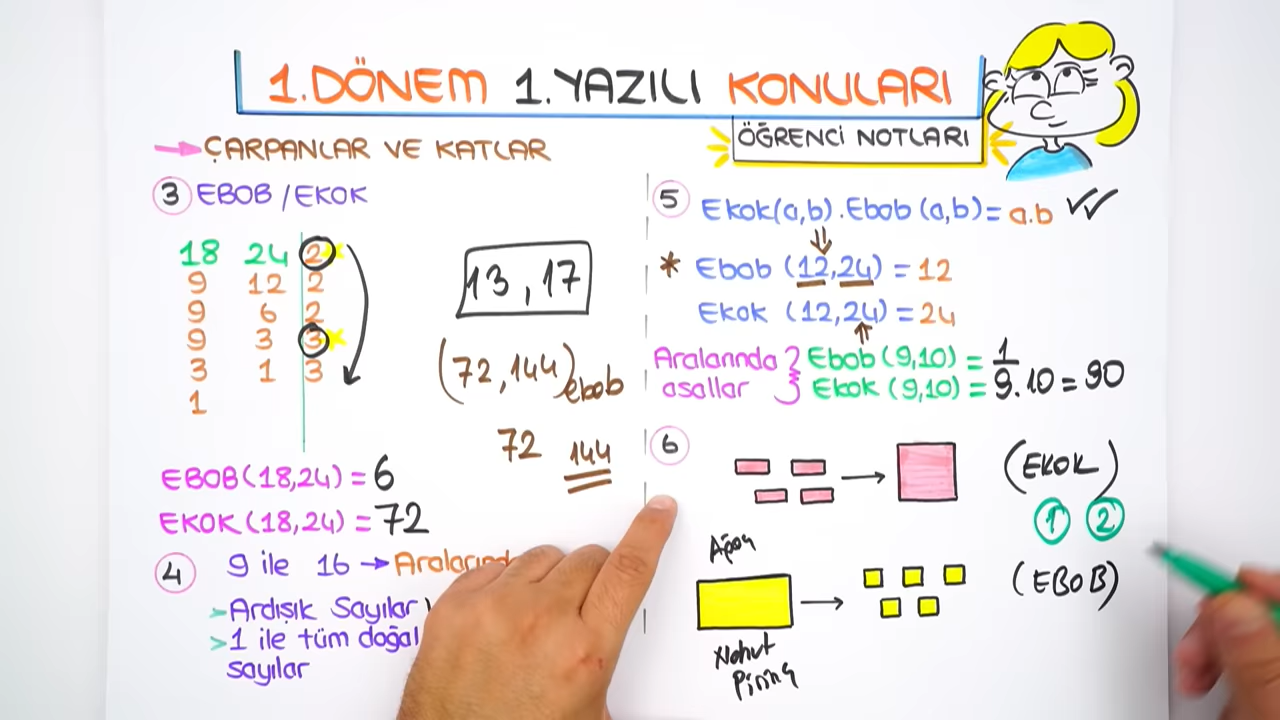 1.DÖNEM 1.YAZILI KONULARI
ÖĞRENCİ NOTLARI
ÇARPANLAR VE KATLAR
3 EBOB/EKOK
18 24 2
9 12 2
9 6 2
9 3 3
3 1 3
1
EBOB(18,24)=6
EKOK(18,24)=72
4 9 ile 16 → Aralarınd
> Ardışık Sayılar
> 1 ile tüm doğal
sayılar
13, 17
(72,144)ebob
72 144
5 Ekok(a,b).Ebob(a,b)=a.b
* Ebob (12,24) = 12
Ekok (12,24) = 24
Aralarında
asallar
Ebob(9,10) = 1
Ekok (9,10) = 9.10=90
6
(EKOK)
1 2
(EBOB)
Nohut
Pirinç